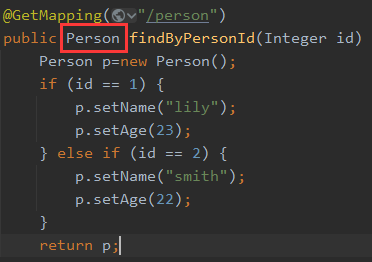 @GetMapping("/person")
public Person findByPersonId(Integer id)
    Person p=new Person();
    if (id == 1) {
        p.setName("lily");
        p.setAge(23);
    } else if (id == 2) {
        p.setName("smith");
        p.setAge(22);
    }
    return p;